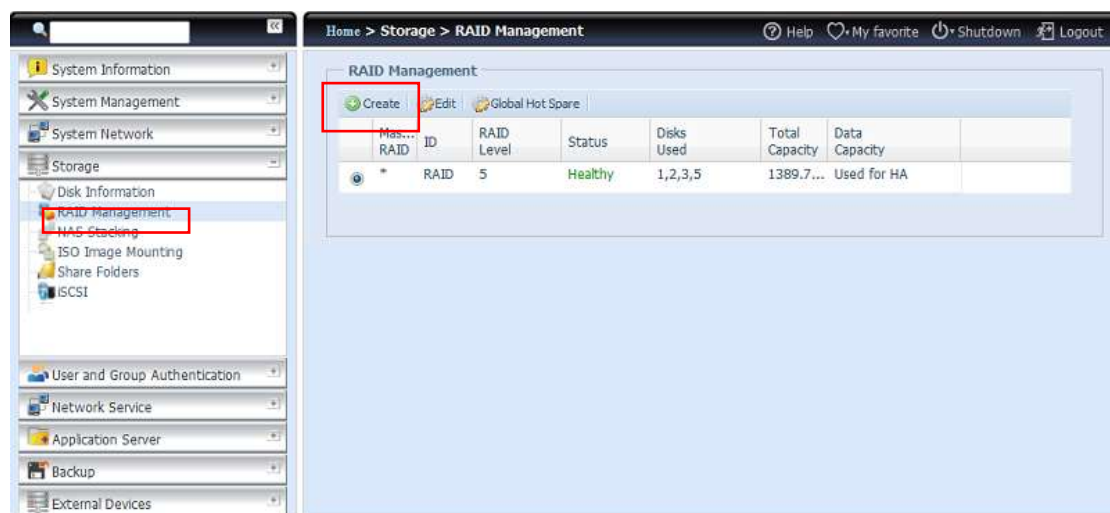 Home > Storage > RAID Management
Help My favorite Shutdown Logout
System Information
System Management
System Network
Storage
Disk Information
RAID Management
NAS Stacking
ISO Image Mounting
Share Folders
iSCSI
User and Group Authentication
Network Service
Application Server
Backup
External Devices
RAID Management
Create Edit Global Hot Spare
Mas... RAID ID RAID Level Status Disks Used Total Capacity Data Capacity
* RAID 5 Healthy 1,2,3,5 1389.7... Used for HA